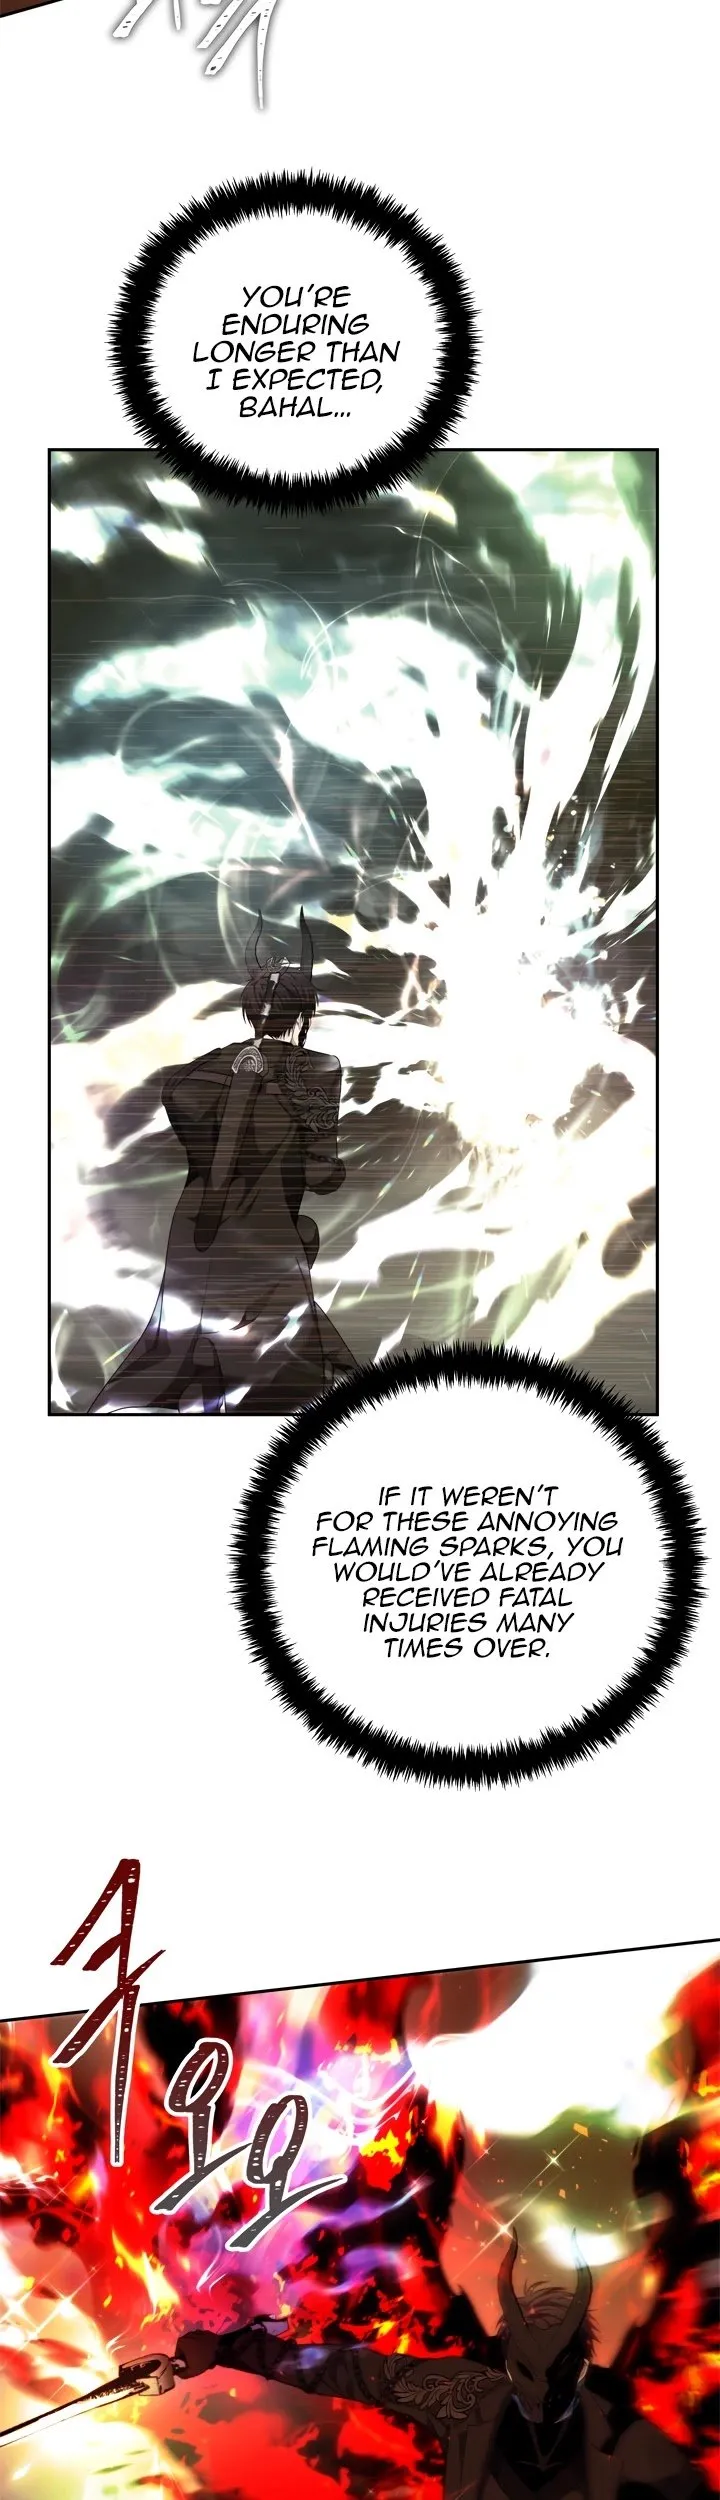 YOU'RE
ENDURING
LONGER THAN
I EXPECTED,
BAHAL...
IF IT WEREN'T
FOR THESE ANNOYING
FLAMING SPARKS, YOU
WOULD'VE ALREADY
RECEIVED FATAL
INJURIES MANY
TIMES OVER.